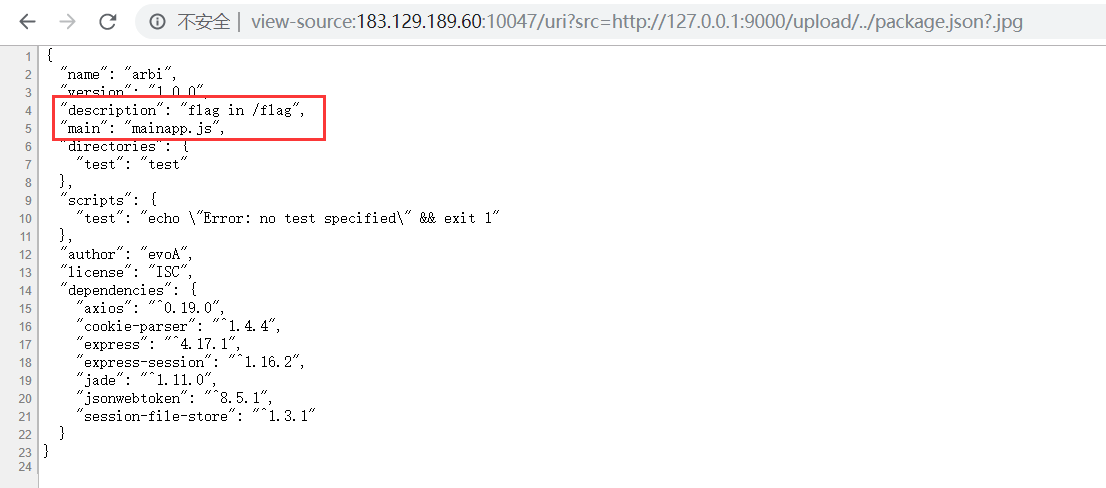 不安全 | view-source:183.129.189.60:10047/uri?src=http://127.0.0.1:9000/upload/../package.json?.jpg
1 {
2 "name": "arbi",
3 "version": "1.0.0",
4 "description": "flag in /flag",
5 "main": "mainapp.js",
6 "directories": {
7 "test": "test"
8 },
9 "scripts": {
10 "test": "echo \"Error: no test specified\" && exit 1"
11 },
12 "author": "evoA",
13 "license": "ISC",
14 "dependencies": {
15 "axios": "^0.19.0",
16 "cookie-parser": "^1.4.4",
17 "express": "^4.17.1",
18 "express-session": "^1.16.2",
19 "jade": "^1.11.0",
20 "jsonwebtoken": "^8.5.1",
21 "session-file-store": "^1.3.1"
22 }
23 }
24